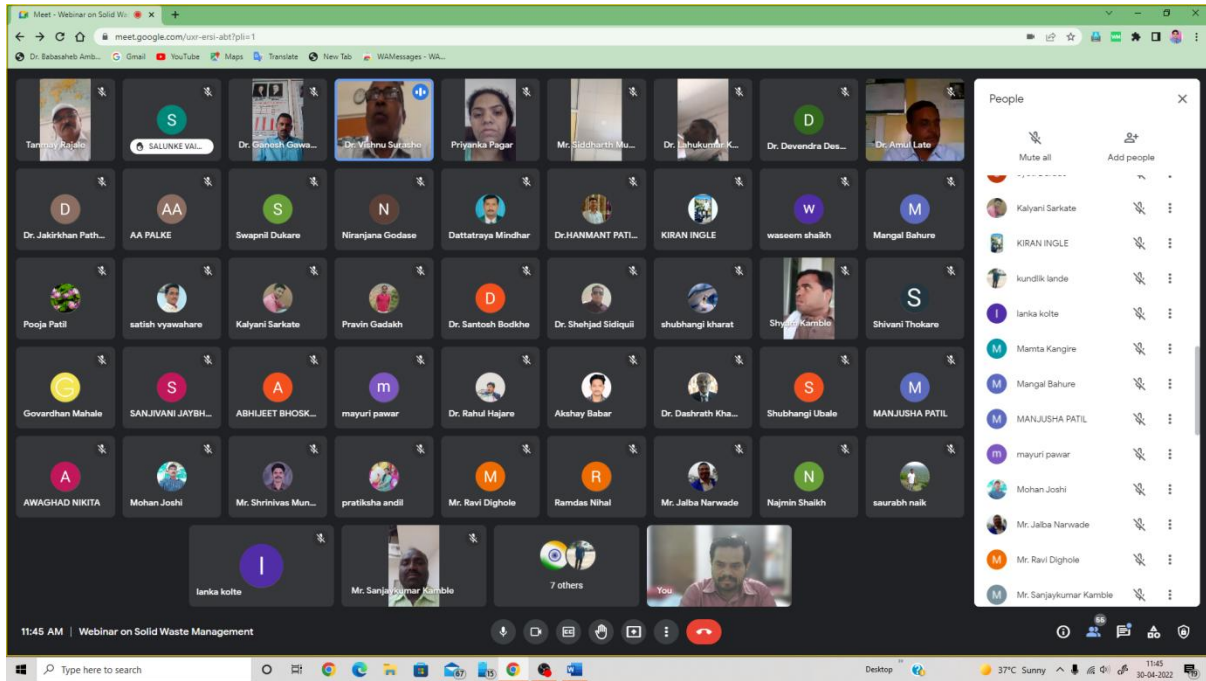 Meet - Webinar on Solid Wa
meet.google.com/uxr-ersi-abt?pli=1
Dr. Babasaheb Amb... Gmail YouTube Maps Translate New Tab WAMessages - WA...
Tanmay Rajale
S
SALUNKE VAI...
Dr. Ganesh Gawa...
Dr. Vishnu Surashe
Priyanka Pagar
Mr. Siddharth Mu...
Dr. Lahukumar K...
D
Dr. Devendra Des...
Dr. Amul Late
D
Dr. Jakirkhan Path...
AA
AA PALKE
S
Swapnil Dukare
N
Niranjana Godase
Dattatraya Mindhar
Dr.HANMANT PATI...
KIRAN INGLE
w
waseem shaikh
M
Mangal Bahure
Pooja Patil
satish vyawahare
Kalyani Sarkate
Pravin Gadakh
D
Dr. Santosh Bodkhe
Dr. Shehjad Sidiquii
shubhangi kharat
Shyam Kamble
S
Shivani Thokare
G
Govardhan Mahale
S
SANJIVANI JAYBH...
A
ABHIJEET BHOSK...
m
mayuri pawar
Dr. Rahul Hajare
Akshay Babar
Dr. Dashrath Kha...
S
Shubhangi Ubale
M
MANJUSHA PATIL
A
AWAGHAD NIKITA
Mohan Joshi
Mr. Shrinivas Mun...
pratiksha andil
M
Mr. Ravi Dighole
R
Ramdas Nihal
Mr. Jalba Narwade
N
Najmin Shaikh
saurabh naik
l
lanka kolte
Mr. Sanjaykumar Kamble
7 others
You
People
Mute all
Add people
Kalyani Sarkate
KIRAN INGLE
kundlik lande
l
lanka kolte
M
Mamta Kangire
M
Mangal Bahure
M
MANJUSHA PATIL
m
mayuri pawar
Mohan Joshi
Mr. Jalba Narwade
M
Mr. Ravi Dighole
M
Mr. Sanjaykumar Kamble
11:45 AM | Webinar on Solid Waste Management
66
Type here to search
67
15
Desktop
37°C Sunny
11:45
30-04-2022
19